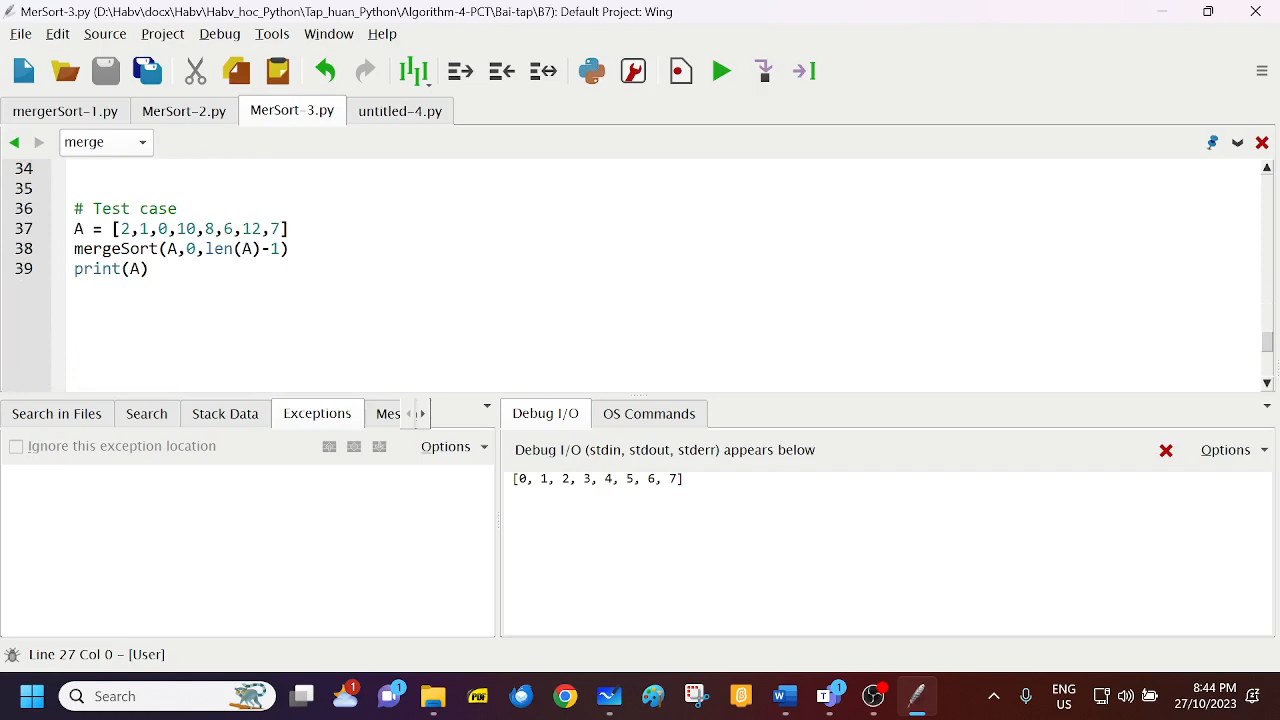 MerSort-3.py (D:\Habv\docx\Habv\Habv_hoc_Python\Tap_huan_Python\Algorithm-4-PCT\Bai-tap\B7): Default Project: Wing
File Edit Source Project Debug Tools Window Help
mergerSort-1.py MerSort-2.py MerSort-3.py untitled-4.py
merge
34
35
36 # Test case
37 A = [2,1,0,10,8,6,12,7]
38 mergeSort(A,0,len(A)-1)
39 print(A)
Search in Files Search Stack Data Exceptions Mes Debug I/O OS Commands
Ignore this exception location Options Debug I/O (stdin, stdout, stderr) appears below Options
[0, 1, 2, 3, 4, 5, 6, 7]
Line 27 Col 0 – [User]
Search 1 1 PDF 1 ENG US 8:44 PM 27/10/2023